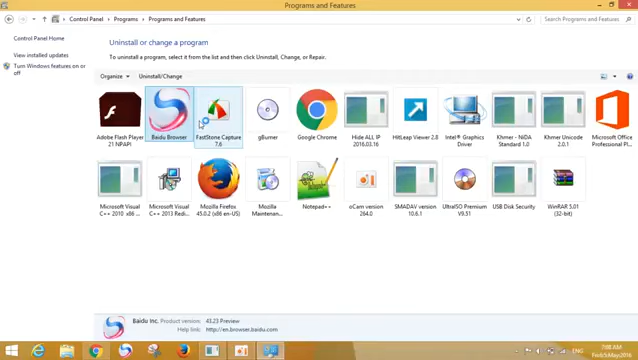 Programs and Features
Control Panel ▸ Programs ▸ Programs and Features
Search Programs and Features
Control Panel Home
View installed updates
Turn Windows features on or off
Uninstall or change a program
To uninstall a program, select it from the list and then click Uninstall, Change, or Repair.
Organize
Uninstall/Change
Adobe Flash Player 21 NPAPI
Baidu Browser
FastStone Capture 7.6
gBurner
Google Chrome
Hide ALL IP 2016.03.16
HitLeap Viewer 2.8
Intel® Graphics Driver
Khmer - NiDA Standard 1.0
Khmer Unicode 2.0.1
Microsoft Office Professional
Microsoft Visual C++ 2010 x86
Microsoft Visual C++ 2013 Redi...
Mozilla Firefox 45.0.2 (x86 en-US)
Mozilla Maintenan...
Notepad++
oCam version 264.0
SMADAV version 10.6.1
UltraISO Premium V9.51
USB Disk Security
WinRAR 5.01 (32-bit)
Baidu Inc. Product version: 43.23 Preview
Help link: http://en.browser.baidu.com
ENG